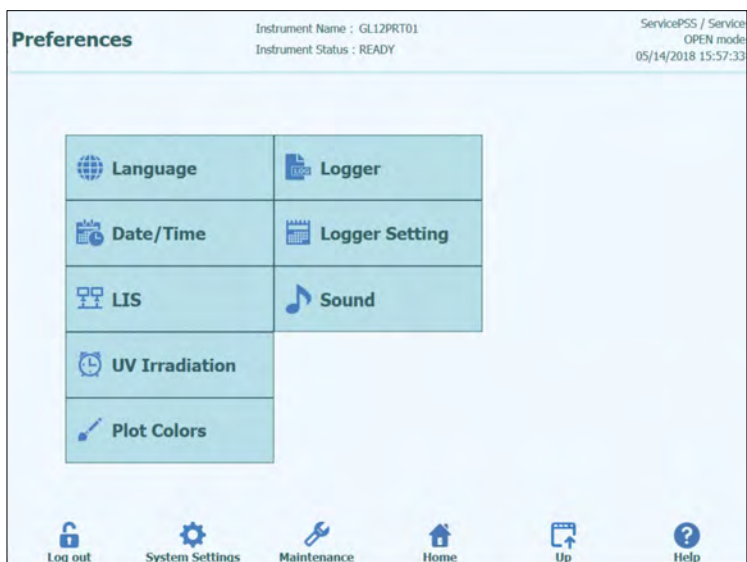 Preferences
Instrument Name : GL12PRT01
Instrument Status : READY
ServicePSS / Service
OPEN mode
05/14/2018 15:57:33
Language
LOG
Logger
Date/Time
Logger Setting
LIS
Sound
UV Irradiation
Plot Colors
Log out
System Settings
Maintenance
Home
Up
Help